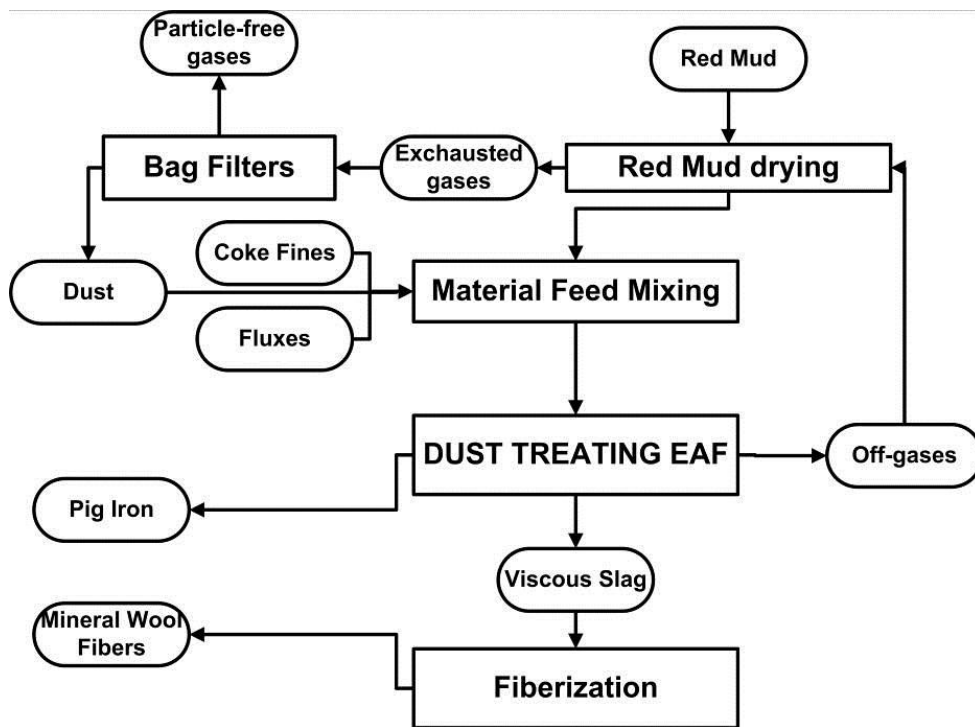 Particle-free
gases
Red Mud
Bag Filters
Exchausted
gases
Red Mud drying
Coke Fines
Dust
Material Feed Mixing
Fluxes
DUST TREATING EAF
Off-gases
Pig Iron
Viscous Slag
Mineral Wool
Fibers
Fiberization